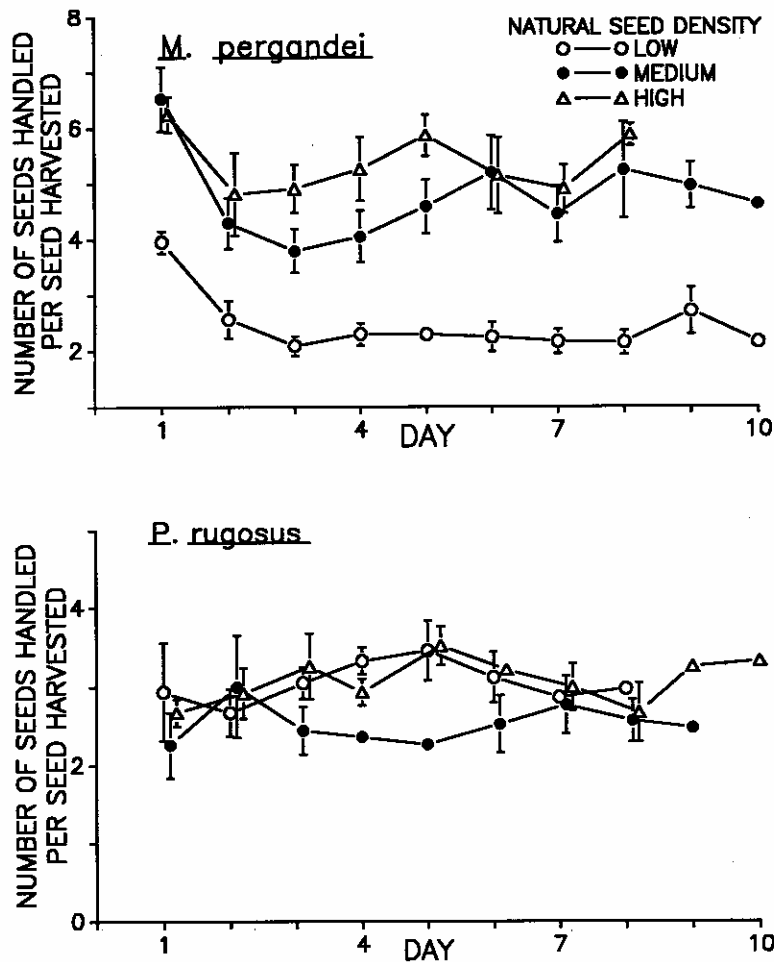 M. pergandei
NATURAL SEED DENSITY
LOW
MEDIUM
HIGH
NUMBER OF SEEDS HANDLED
PER SEED HARVESTED
8
6
4
2
1 4 7 10
DAY
P. rugosus
NUMBER OF SEEDS HANDLED
PER SEED HARVESTED
4
2
0
1 4 7 10
DAY